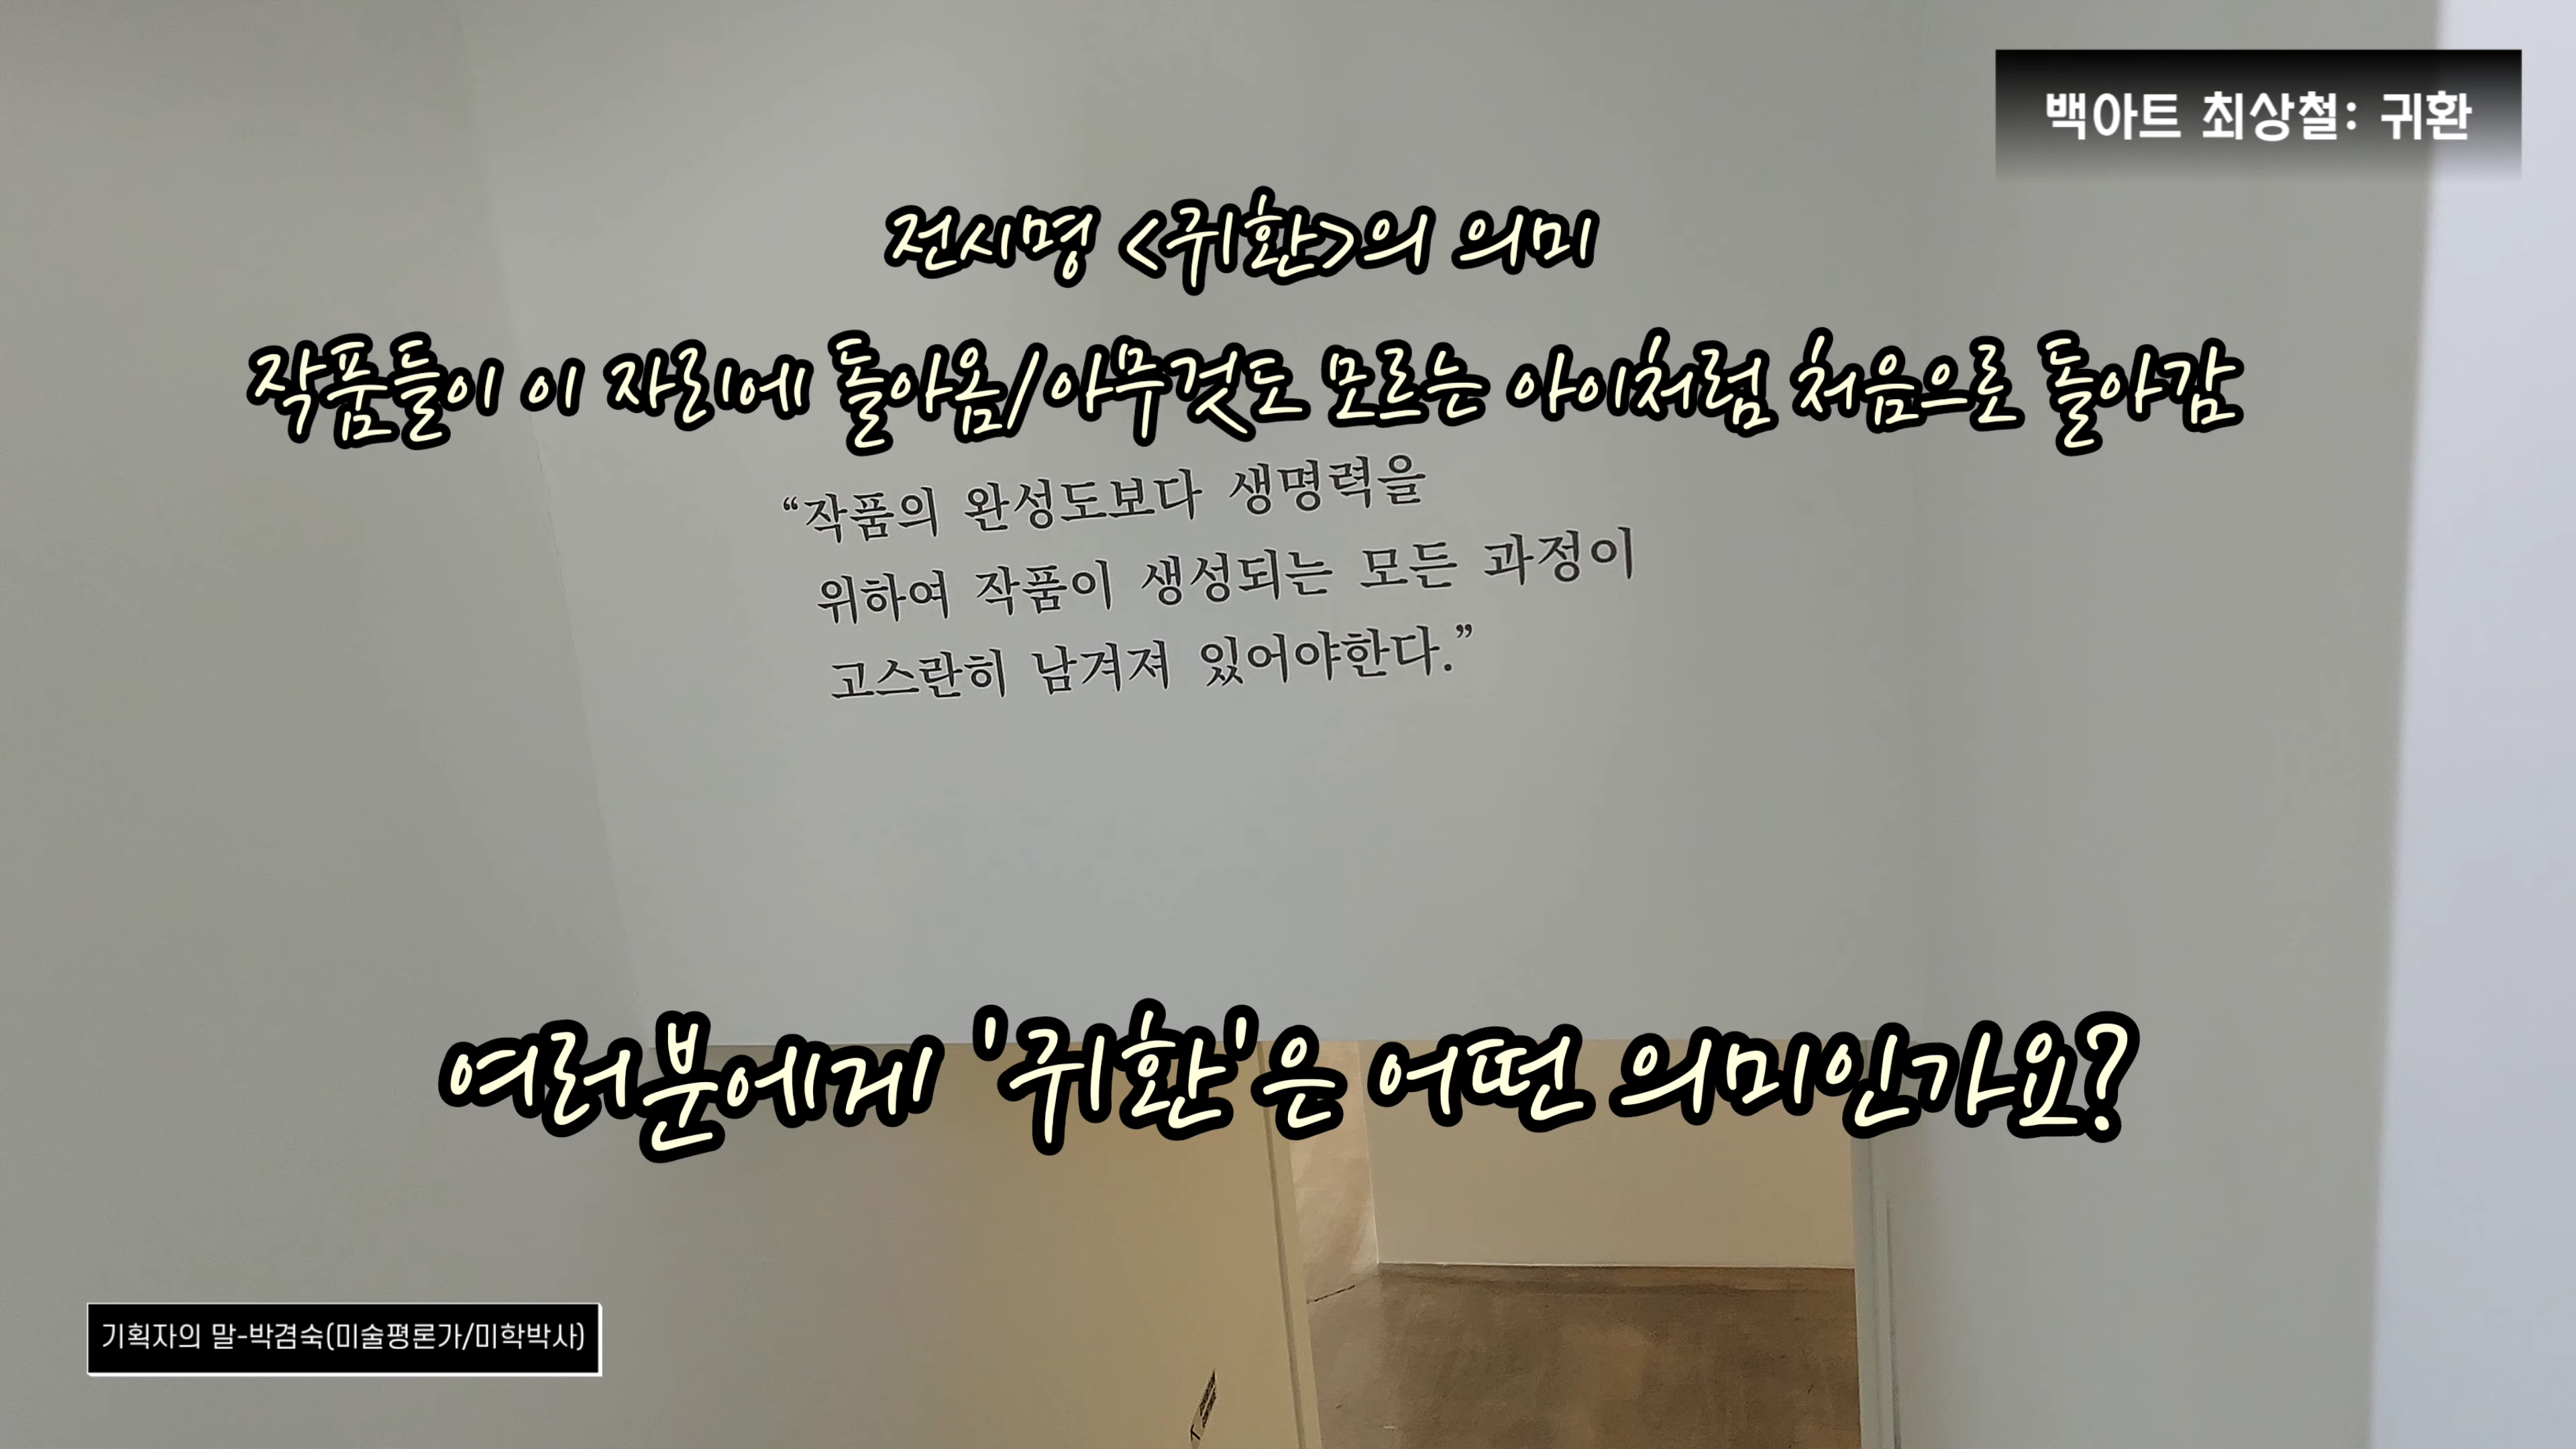 백아트 최상철: 귀환
전시명 <귀환>의 의미
작품들이 이 자리에 돌아옴/아무것도 모르는 아이처럼 처음으로 돌아감
“작품의 완성도보다 생명력을
위하여 작품이 생성되는 모든 과정이
고스란히 남겨져 있어야한다.”
여러분에게 '귀환'은 어떤 의미인가요?
기획자의 말-박겸숙(미술평론가/미학박사)